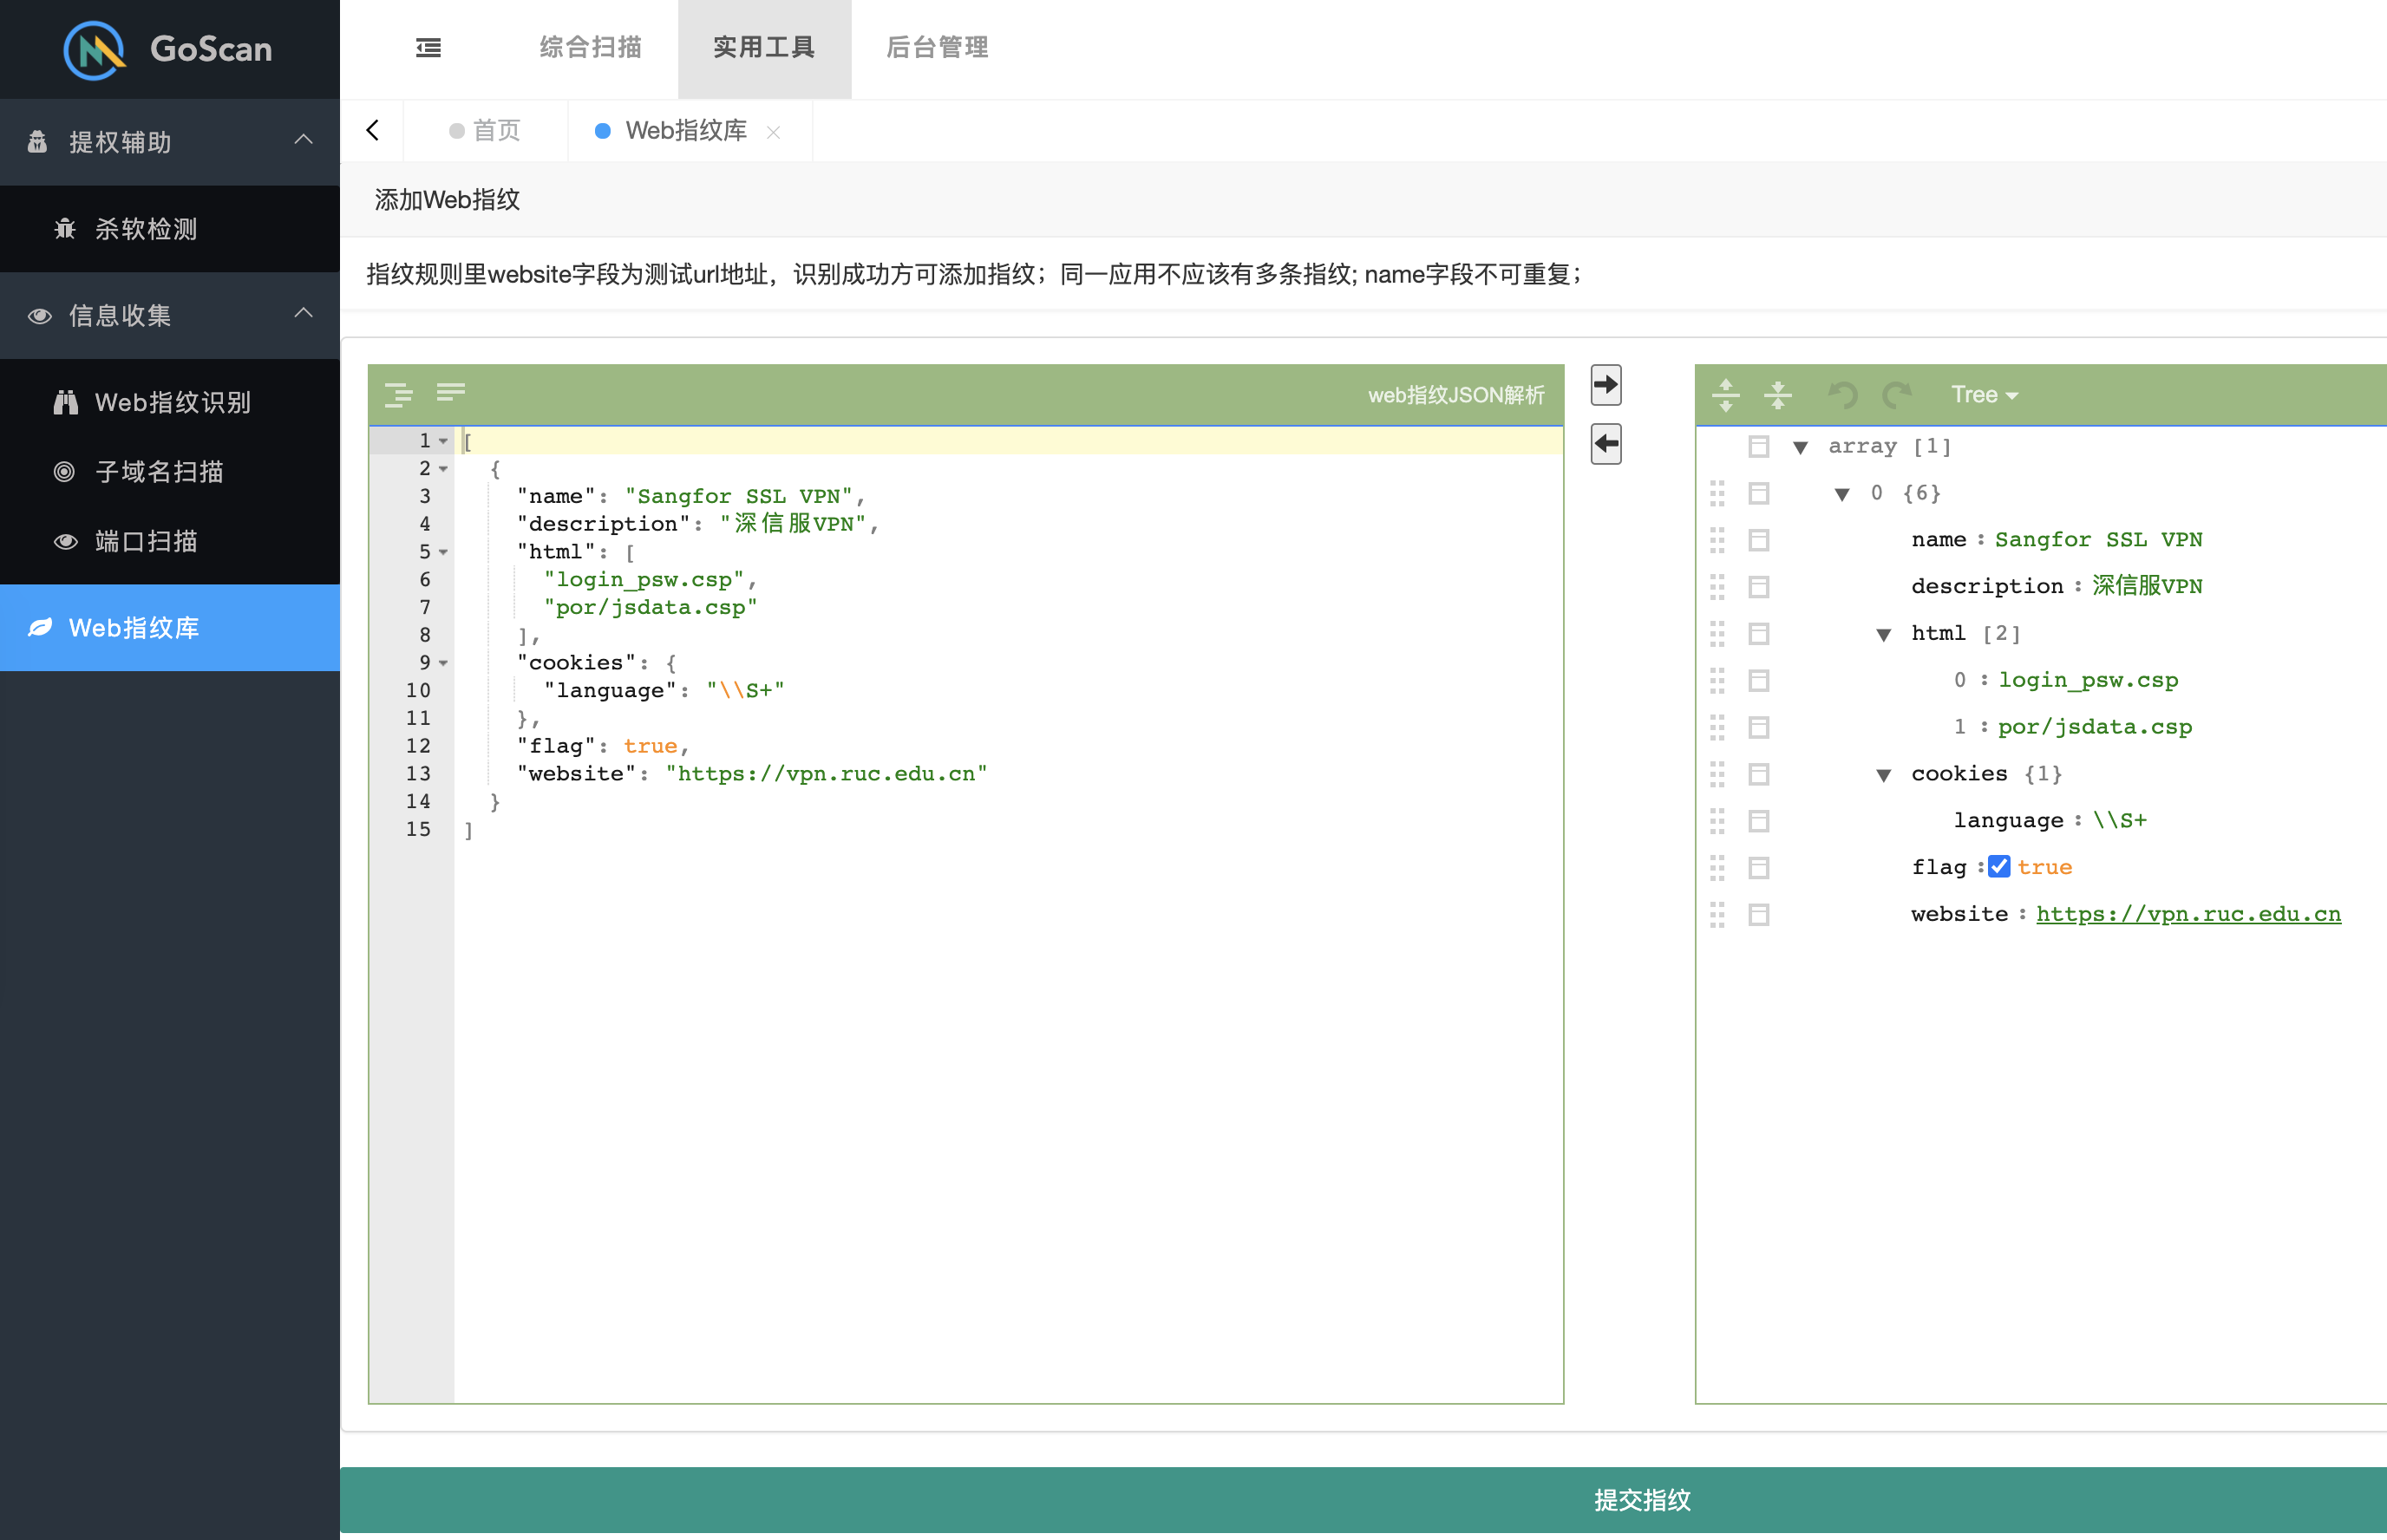 GoScan
综合扫描 实用工具 后台管理
提权辅助
杀软检测
信息收集
Web指纹识别
子域名扫描
端口扫描
Web指纹库
首页 Web指纹库
添加Web指纹
指纹规则里website字段为测试url地址，识别成功方可添加指纹；同一应用不应该有多条指纹; name字段不可重复；
web指纹JSON解析
1 [
2 {
3 "name": "Sangfor SSL VPN",
4 "description": "深信服VPN",
5 "html": [
6 "login_psw.csp",
7 "por/jsdata.csp"
8 ],
9 "cookies": {
10 "language": "\\S+"
11 },
12 "flag": true,
13 "website": "https://vpn.ruc.edu.cn"
14 }
15 ]
Tree
array [1]
0 {6}
name : Sangfor SSL VPN
description : 深信服VPN
html [2]
0 : login_psw.csp
1 : por/jsdata.csp
cookies {1}
language : \\S+
flag : true
website : https://vpn.ruc.edu.cn
提交指纹